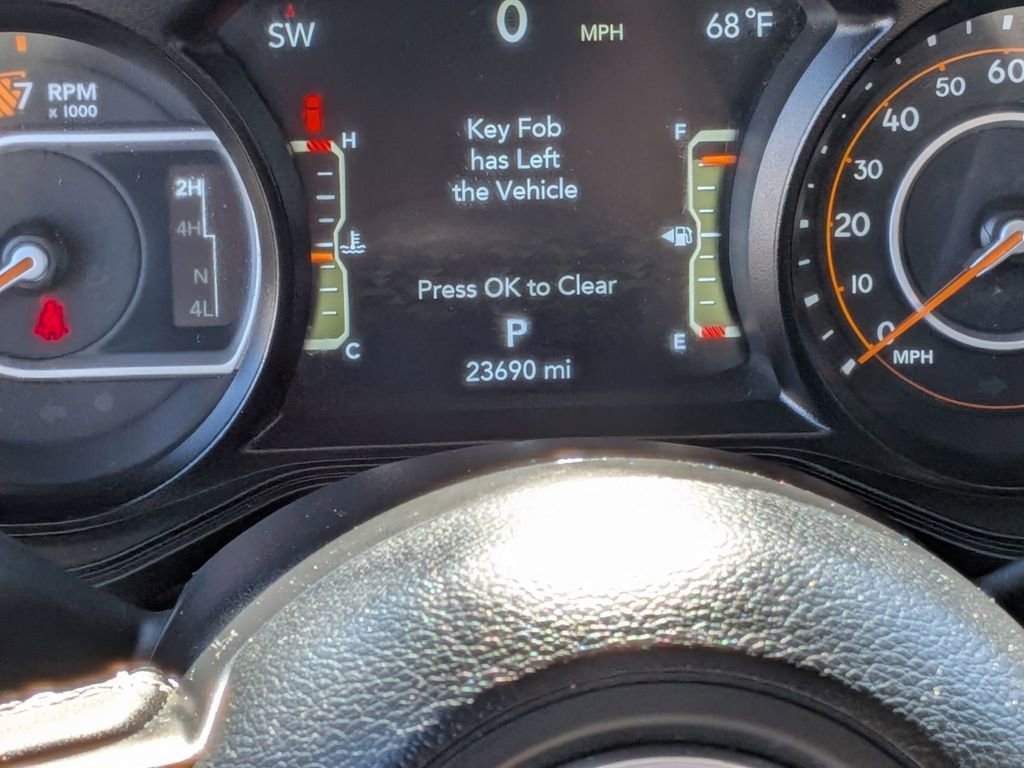 SW
0
MPH
68°F
7
RPM
x 1000
H
C
2H
4H
N
4L
Key Fob
has Left
the Vehicle
Press OK to Clear
P
23690 mi
F
E
60
50
40
30
20
10
0
MPH